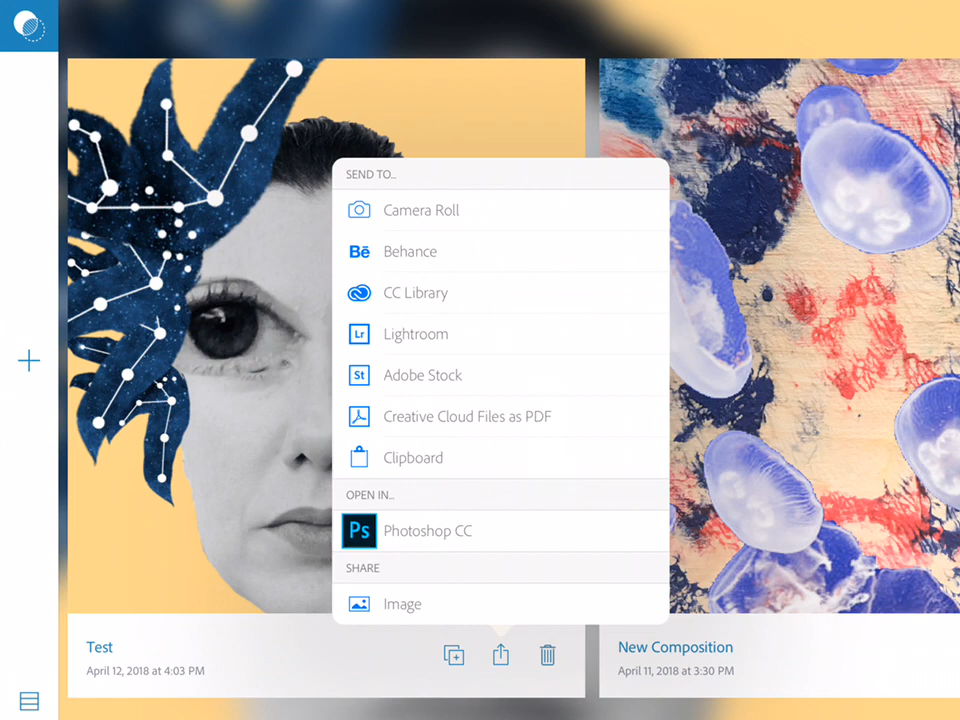 SEND TO...
Camera Roll
Bē Behance
CC Library
Lr Lightroom
St Adobe Stock
Creative Cloud Files as PDF
Clipboard
OPEN IN...
Ps Photoshop CC
SHARE
Image
Test
April 12, 2018 at 4:03 PM
New Composition
April 11, 2018 at 3:30 PM